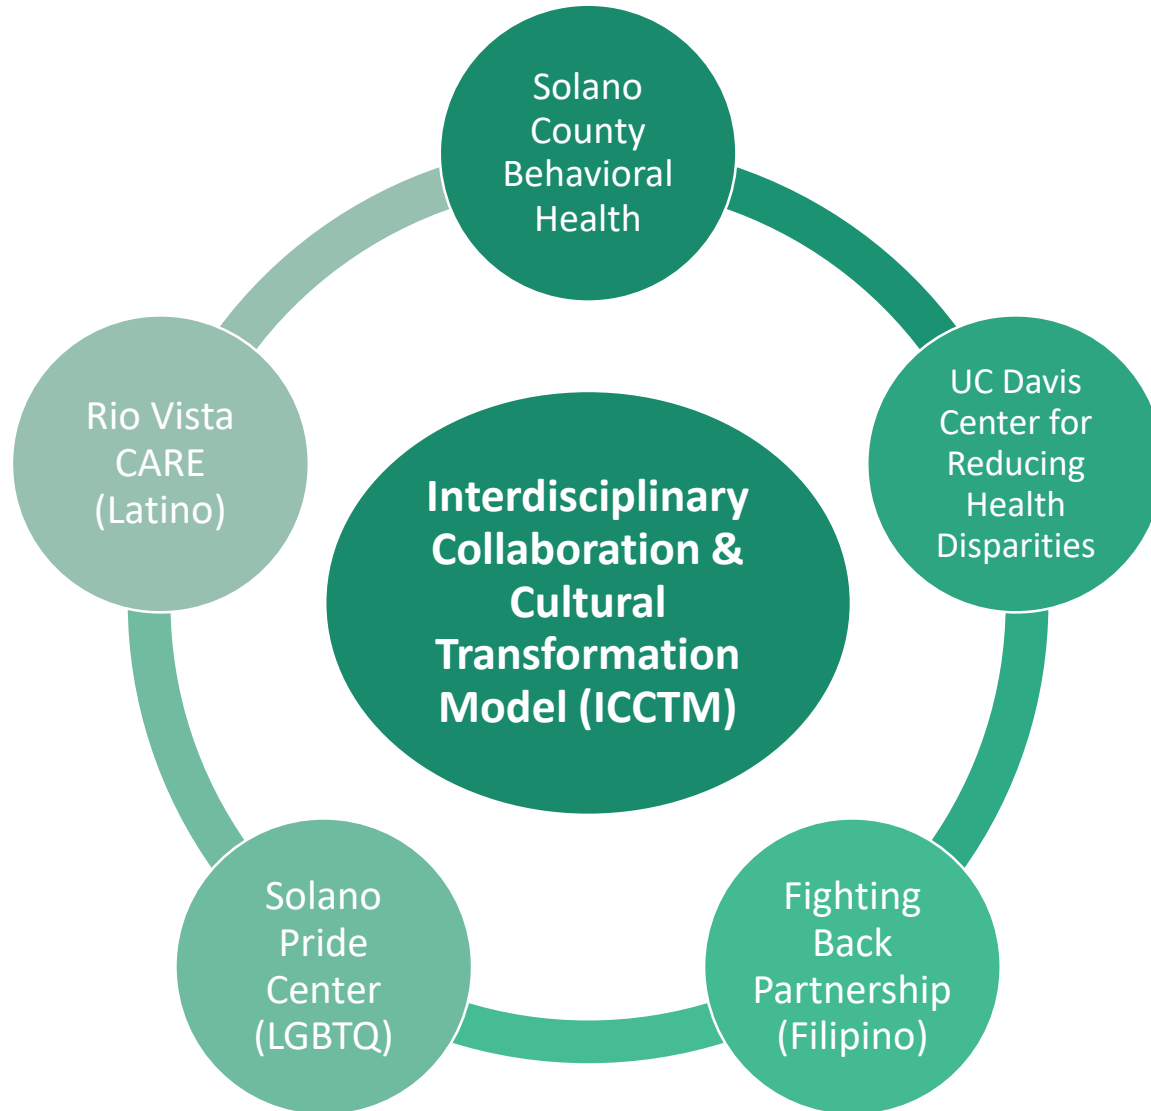 Solano
County
Behavioral
Health
UC Davis
Center for
Reducing
Health
Disparities
Fighting
Back
Partnership
(Filipino)
Solano
Pride
Center
(LGBTQ)
Rio Vista
CARE
(Latino)
Interdisciplinary
Collaboration &
Cultural
Transformation
Model (ICCTM)